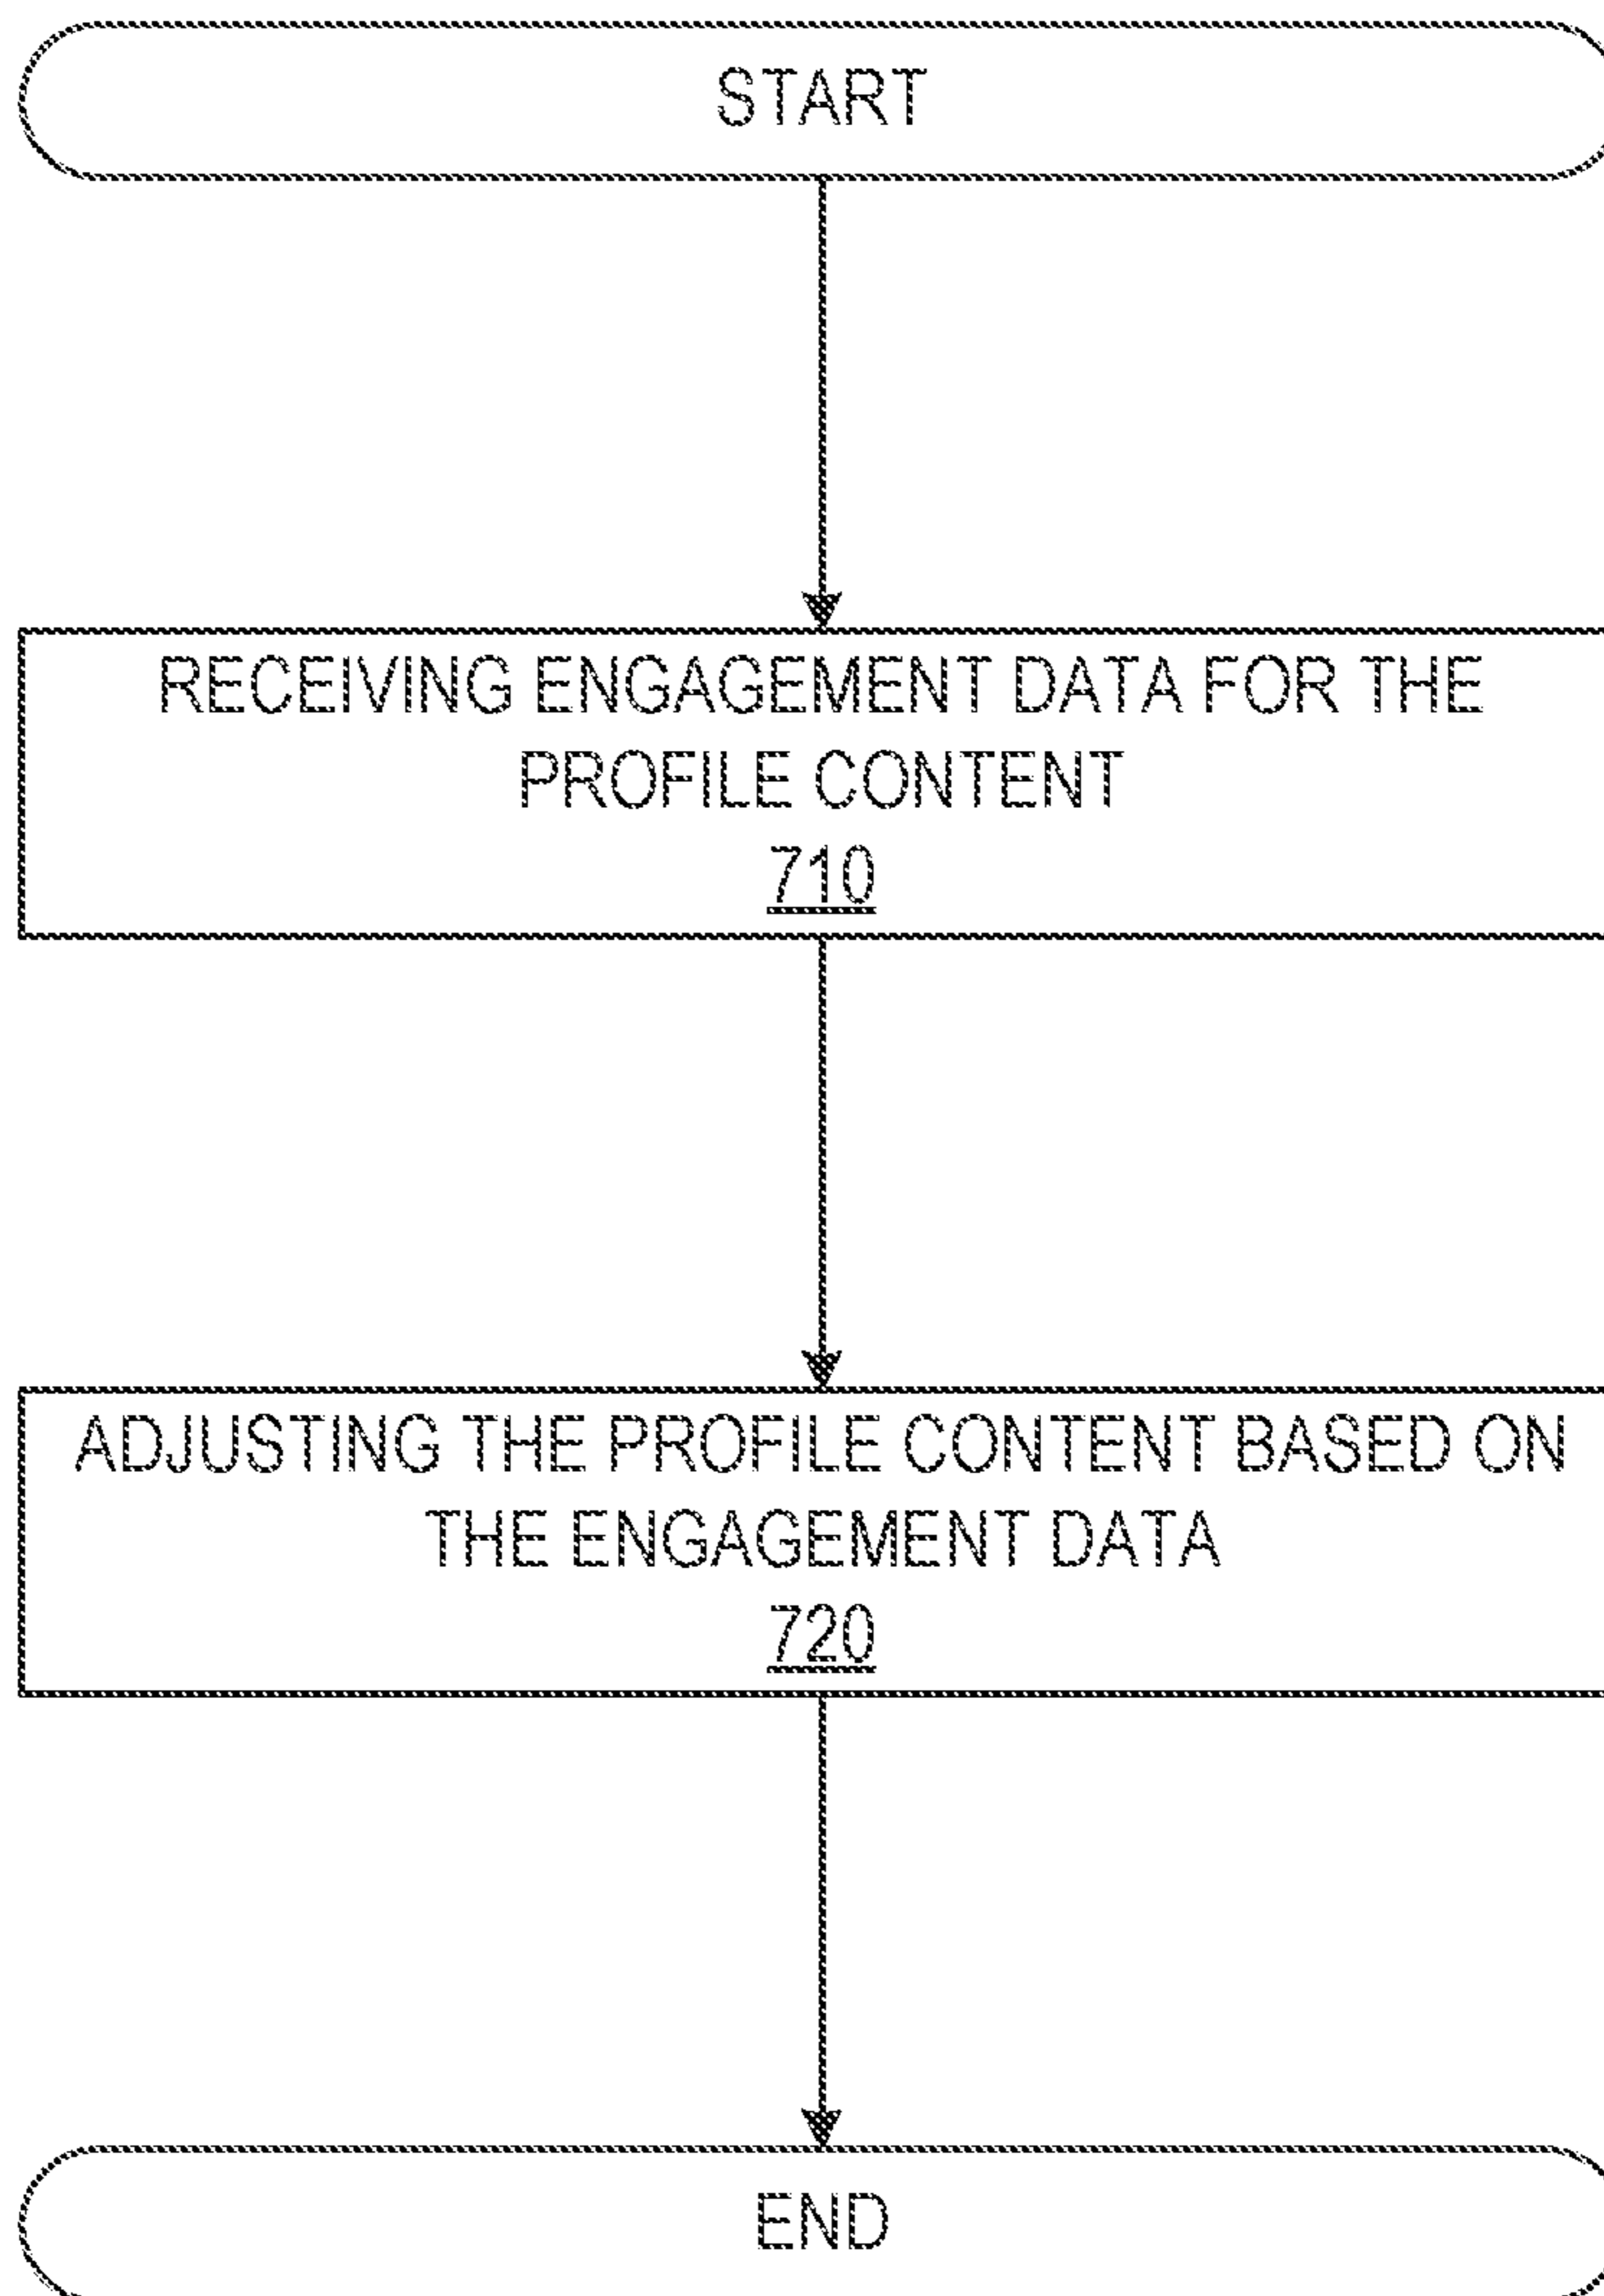 START
RECEIVING ENGAGEMENT DATA FOR THE
PROFILE CONTENT
710
ADJUSTING THE PROFILE CONTENT BASED ON
THE ENGAGEMENT DATA
720
END